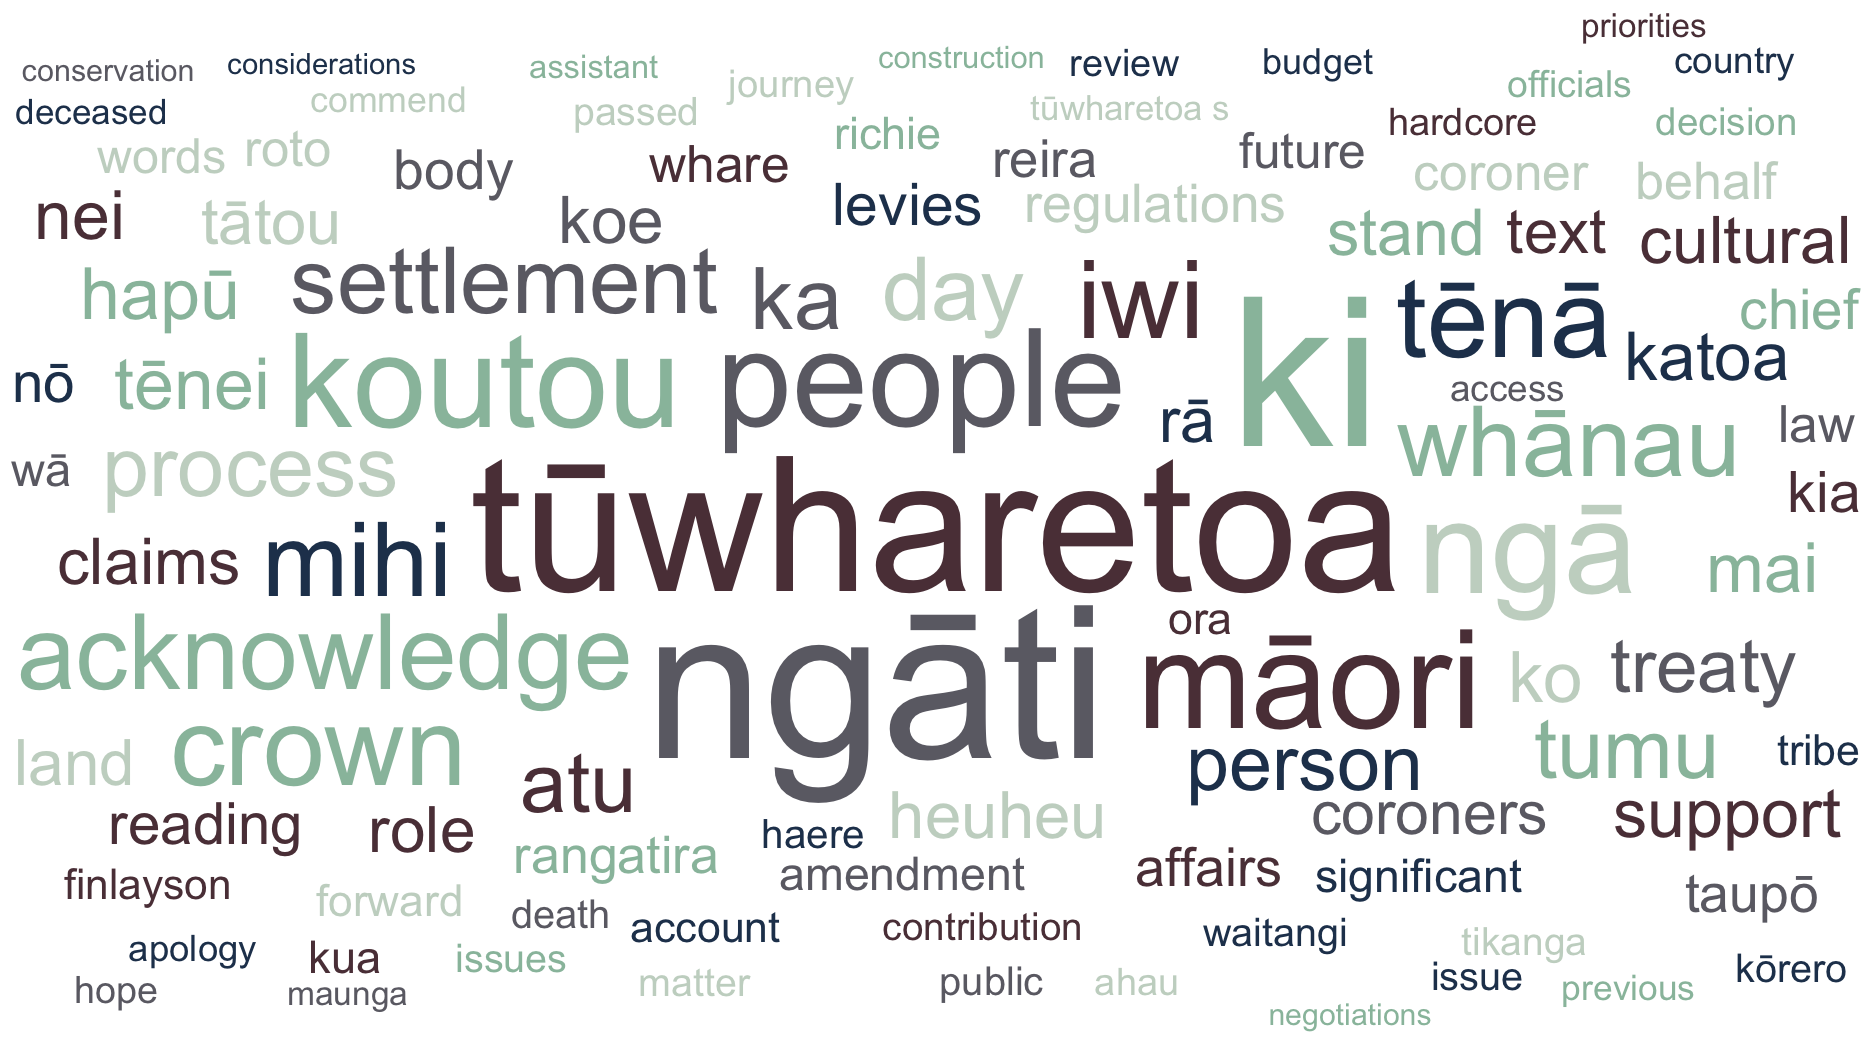 priorities
conservation considerations assistant construction review budget country
commend journey officials
deceased passed tūwharetoa s hardcore decision
words roto richie future
body whare reira coroner behalf
nei tātou koe levies regulations stand text cultural
hapū settlement ka day iwi ki tēnā chief
katoa
nō tēnei koutou people access
rā whānau law
wā process kia
claims mihi tūwharetoa ngā mai
ora
acknowledge ngāti māori ko treaty
land crown person tumu tribe
atu
reading role heuheu coroners support
haere
rangatira amendment affairs significant
finlayson forward taupō
death account contribution waitangi
apology kua issues tikanga
hope maunga matter public ahau issue previous kōrero
negotiations